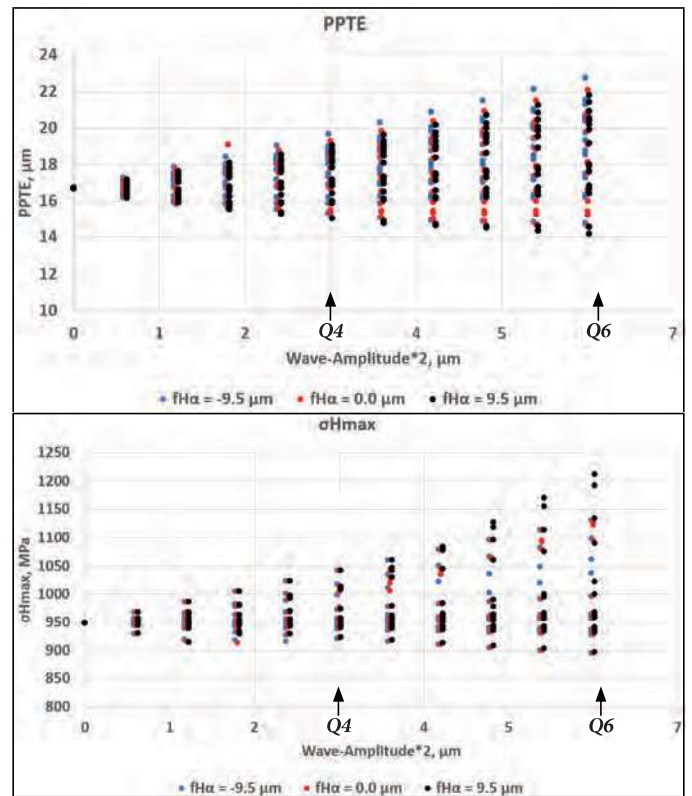 PPTE
24
22
20
18
16
14
12
10
PPTE, µm
0 1 2 3 4 5 6 7
Q4 Q6
Wave-Amplitude*2, µm
fHα = -9.5 µm fHα = 0.0 µm fHα = 9.5 µm
σHmax
1250
1200
1150
1100
1050
1000
950
900
850
800
σHmax, MPa
0 1 2 3 4 5 6 7
Q4 Q6
Wave-Amplitude*2, µm
fHα = -9.5 µm fHα = 0.0 µm fHα = 9.5 µm